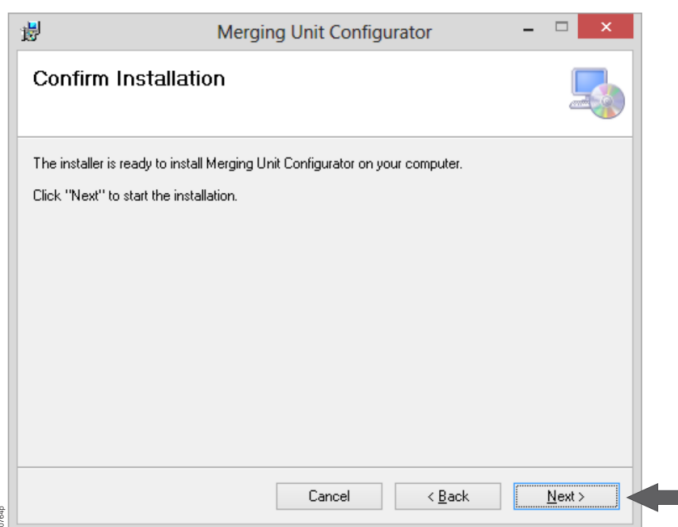 Merging Unit Configurator
Confirm Installation
The installer is ready to install Merging Unit Configurator on your computer.
Click "Next" to start the installation.
Cancel
< Back
Next >